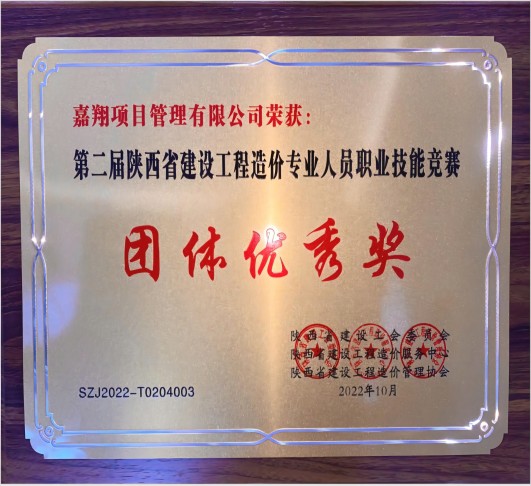 嘉翔项目管理有限公司荣获：
第二届陕西省建设工程造价专业人员职业技能竞赛
团体优秀奖
陕西省建设工会委员会
陕西省建设工程造价服务中心
陕西省建设工程造价管理协会
SZJ2022-T0204003
2022年10月